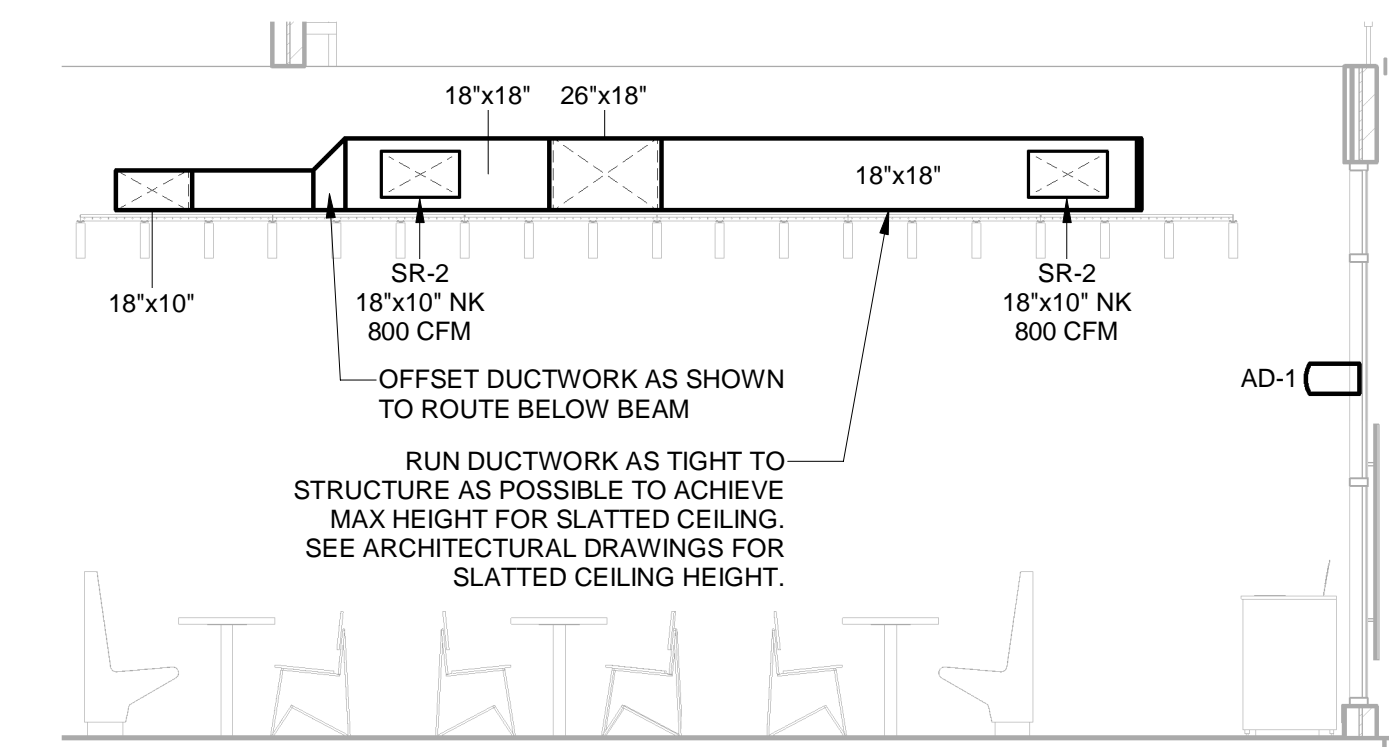 18"x18"
26"x18"
18"x18"
18"x10"
SR-2
18"x10" NK
800 CFM
SR-2
18"x10" NK
800 CFM
AD-1
OFFSET DUCTWORK AS SHOWN
TO ROUTE BELOW BEAM
RUN DUCTWORK AS TIGHT TO
STRUCTURE AS POSSIBLE TO ACHIEVE
MAX HEIGHT FOR SLATTED CEILING.
SEE ARCHITECTURAL DRAWINGS FOR
SLATTED CEILING HEIGHT.